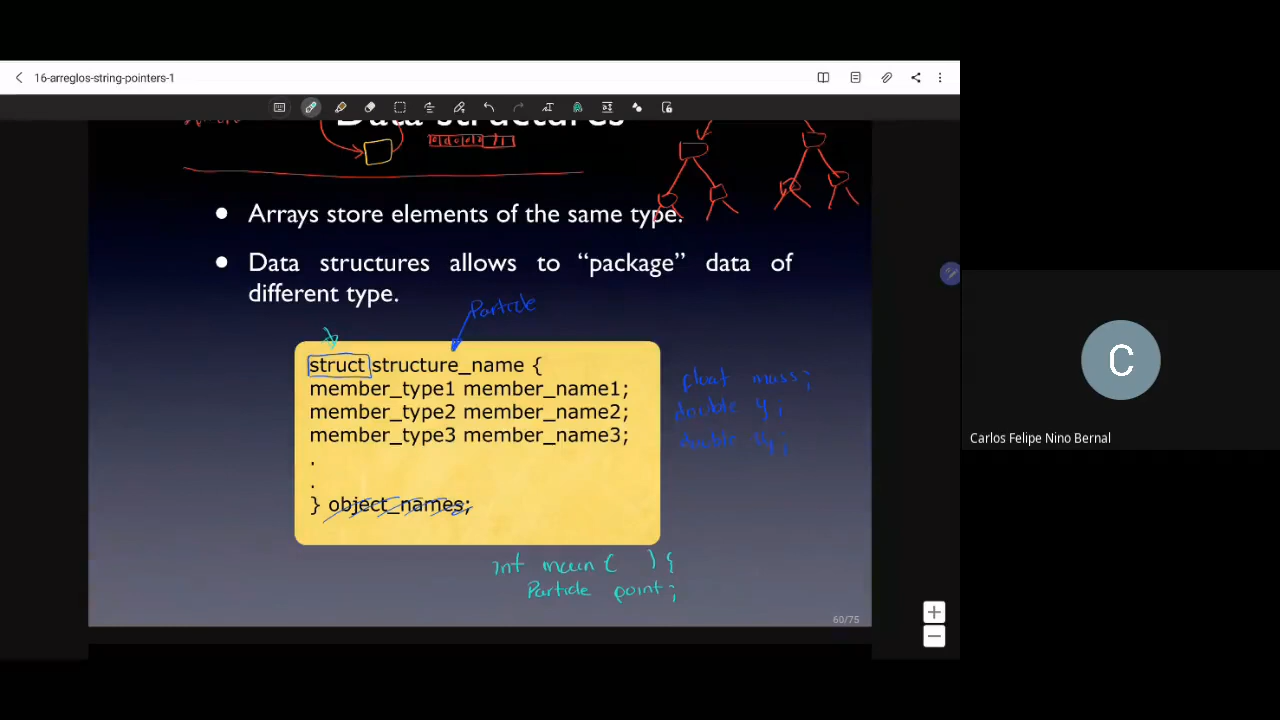 16-arreglos-string-pointers-1
Data structures
• Arrays store elements of the same type.
• Data structures allows to “package” data of
different type.
Particle
struct structure_name {
member_type1 member_name1;
member_type2 member_name2;
member_type3 member_name3;
.
.
} object_names;
float mass;
double y;
double
int main( ) {
Particle point;
60/75
C
Carlos Felipe Nino Bernal